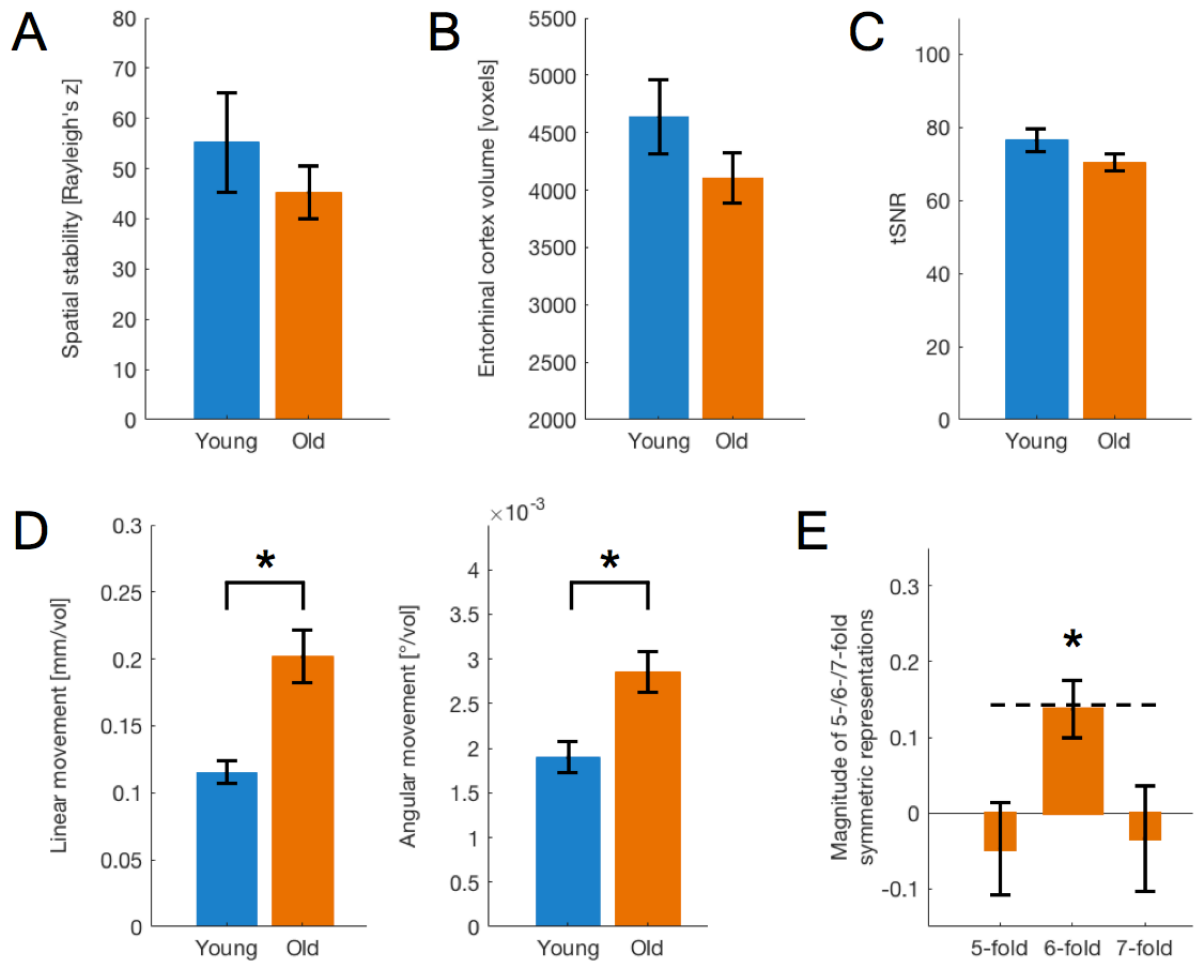 A
Spatial stability [Rayleigh's z]
80
70
60
50
40
30
20
10
0
Young Old
B
Entorhinal cortex volume [voxels]
5500
5000
4500
4000
3500
3000
2500
2000
Young Old
C
tSNR
100
80
60
40
20
0
Young Old
D
Linear movement [mm/vol]
0.3
0.25
0.2
0.15
0.1
0.05
0
*
Young Old
×10⁻³
Angular movement [°/vol]
4
3.5
3
2.5
2
1.5
1
0.5
0
*
Young Old
E
Magnitude of 5-/6-/7-fold
symmetric representations
0.3
0.2
0.1
0
-0.1
*
5-fold 6-fold 7-fold